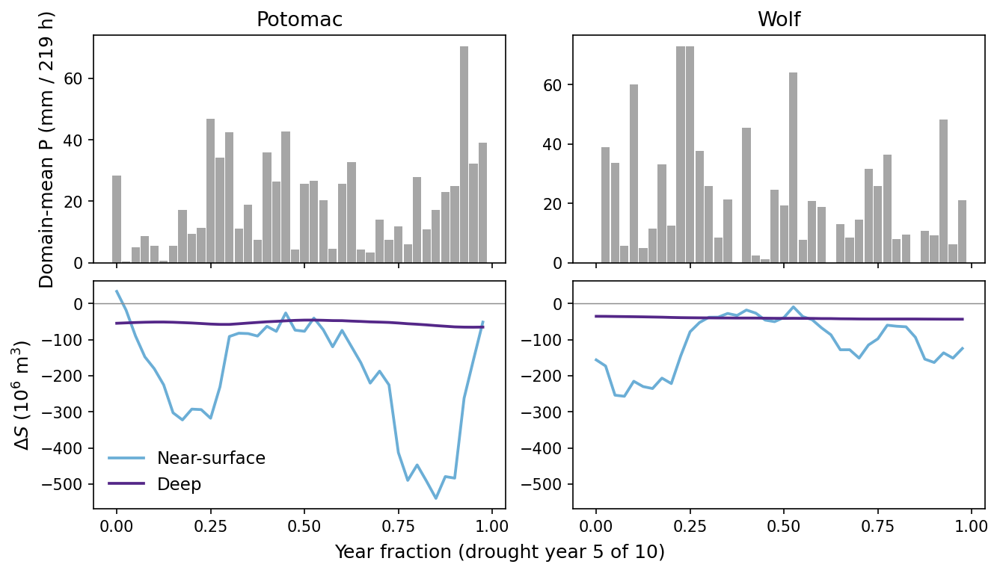 Potomac
Wolf
Domain-mean P (mm / 219 h)
60
40
20
0
60
40
20
0
ΔS (10⁶ m³)
0
−100
−200
−300
−400
−500
Near-surface
Deep
0
−100
−200
−300
−400
−500
0.00 0.25 0.50 0.75 1.00
0.00 0.25 0.50 0.75 1.00
Year fraction (drought year 5 of 10)